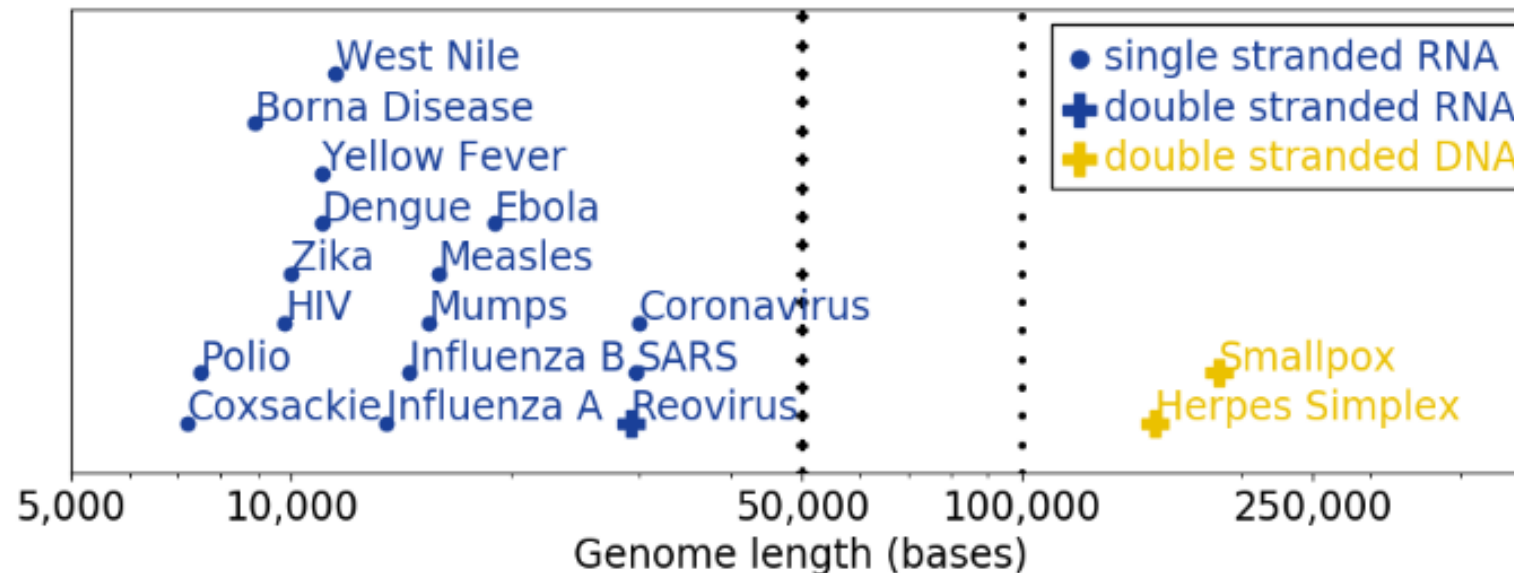 West Nile
Borna Disease
Yellow Fever
Dengue Ebola
Zika Measles
HIV Mumps Coronavirus
Polio Influenza B SARS Smallpox
Coxsackie Influenza A Reovirus Herpes Simplex
single stranded RNA
double stranded RNA
double stranded DNA
5,000 10,000 50,000 100,000 250,000
Genome length (bases)